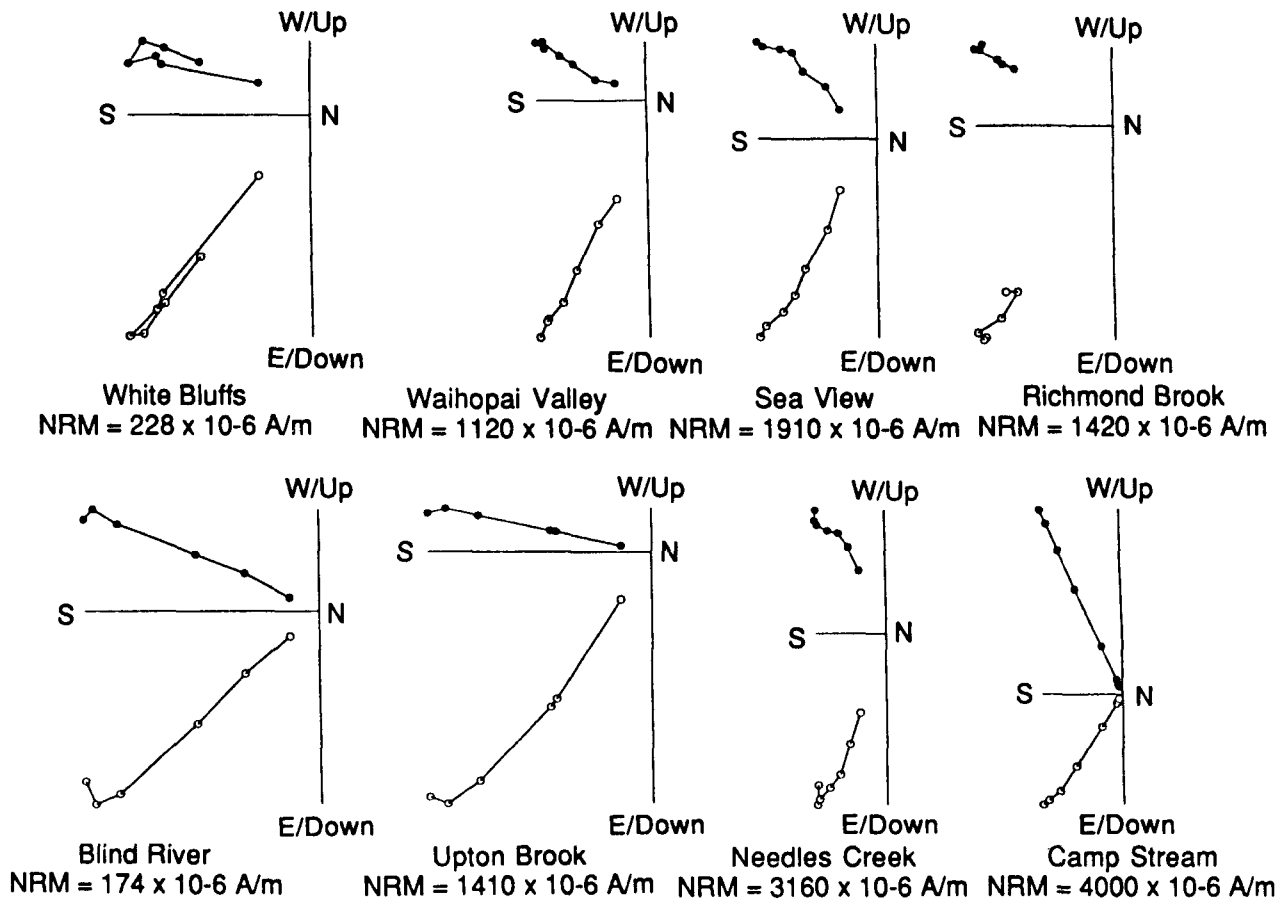 W/Up
S N
E/Down
White Bluffs
NRM = 228 x 10-6 A/m
W/Up
S N
E/Down
Waihopai Valley
NRM = 1120 x 10-6 A/m
W/Up
S N
E/Down
Sea View
NRM = 1910 x 10-6 A/m
W/Up
S N
E/Down
Richmond Brook
NRM = 1420 x 10-6 A/m
W/Up
S N
E/Down
Blind River
NRM = 174 x 10-6 A/m
W/Up
S N
E/Down
Upton Brook
NRM = 1410 x 10-6 A/m
W/Up
S N
E/Down
Needles Creek
NRM = 3160 x 10-6 A/m
W/Up
S N
E/Down
Camp Stream
NRM = 4000 x 10-6 A/m